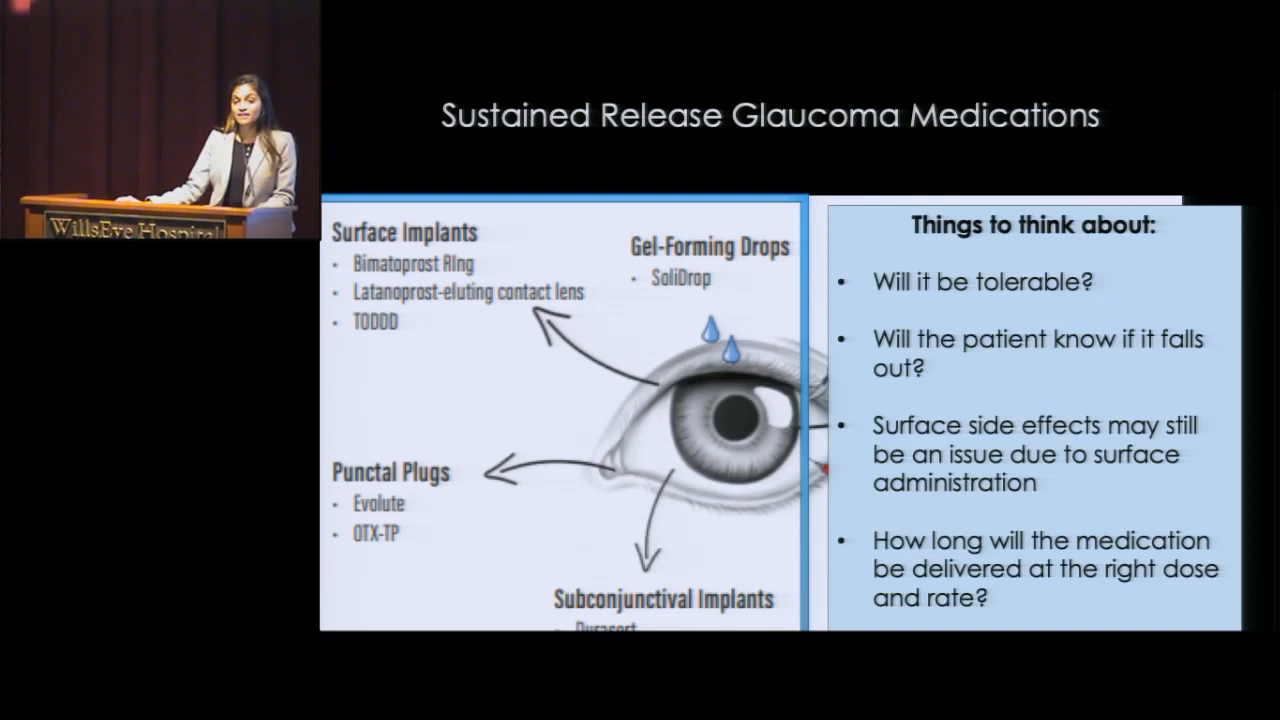 Sustained Release Glaucoma Medications
WillsEye Hospital
Surface Implants
• Bimatoprost RIng
• Latanoprost-eluting contact lens
• TODDD
Gel-Forming Drops
• SoliDrop
Punctal Plugs
• Evolute
• OTX-TP
Subconjunctival Implants
• Durasert
Things to think about:
• Will it be tolerable?
• Will the patient know if it falls
out?
• Surface side effects may still
be an issue due to surface
administration
• How long will the medication
be delivered at the right dose
and rate?